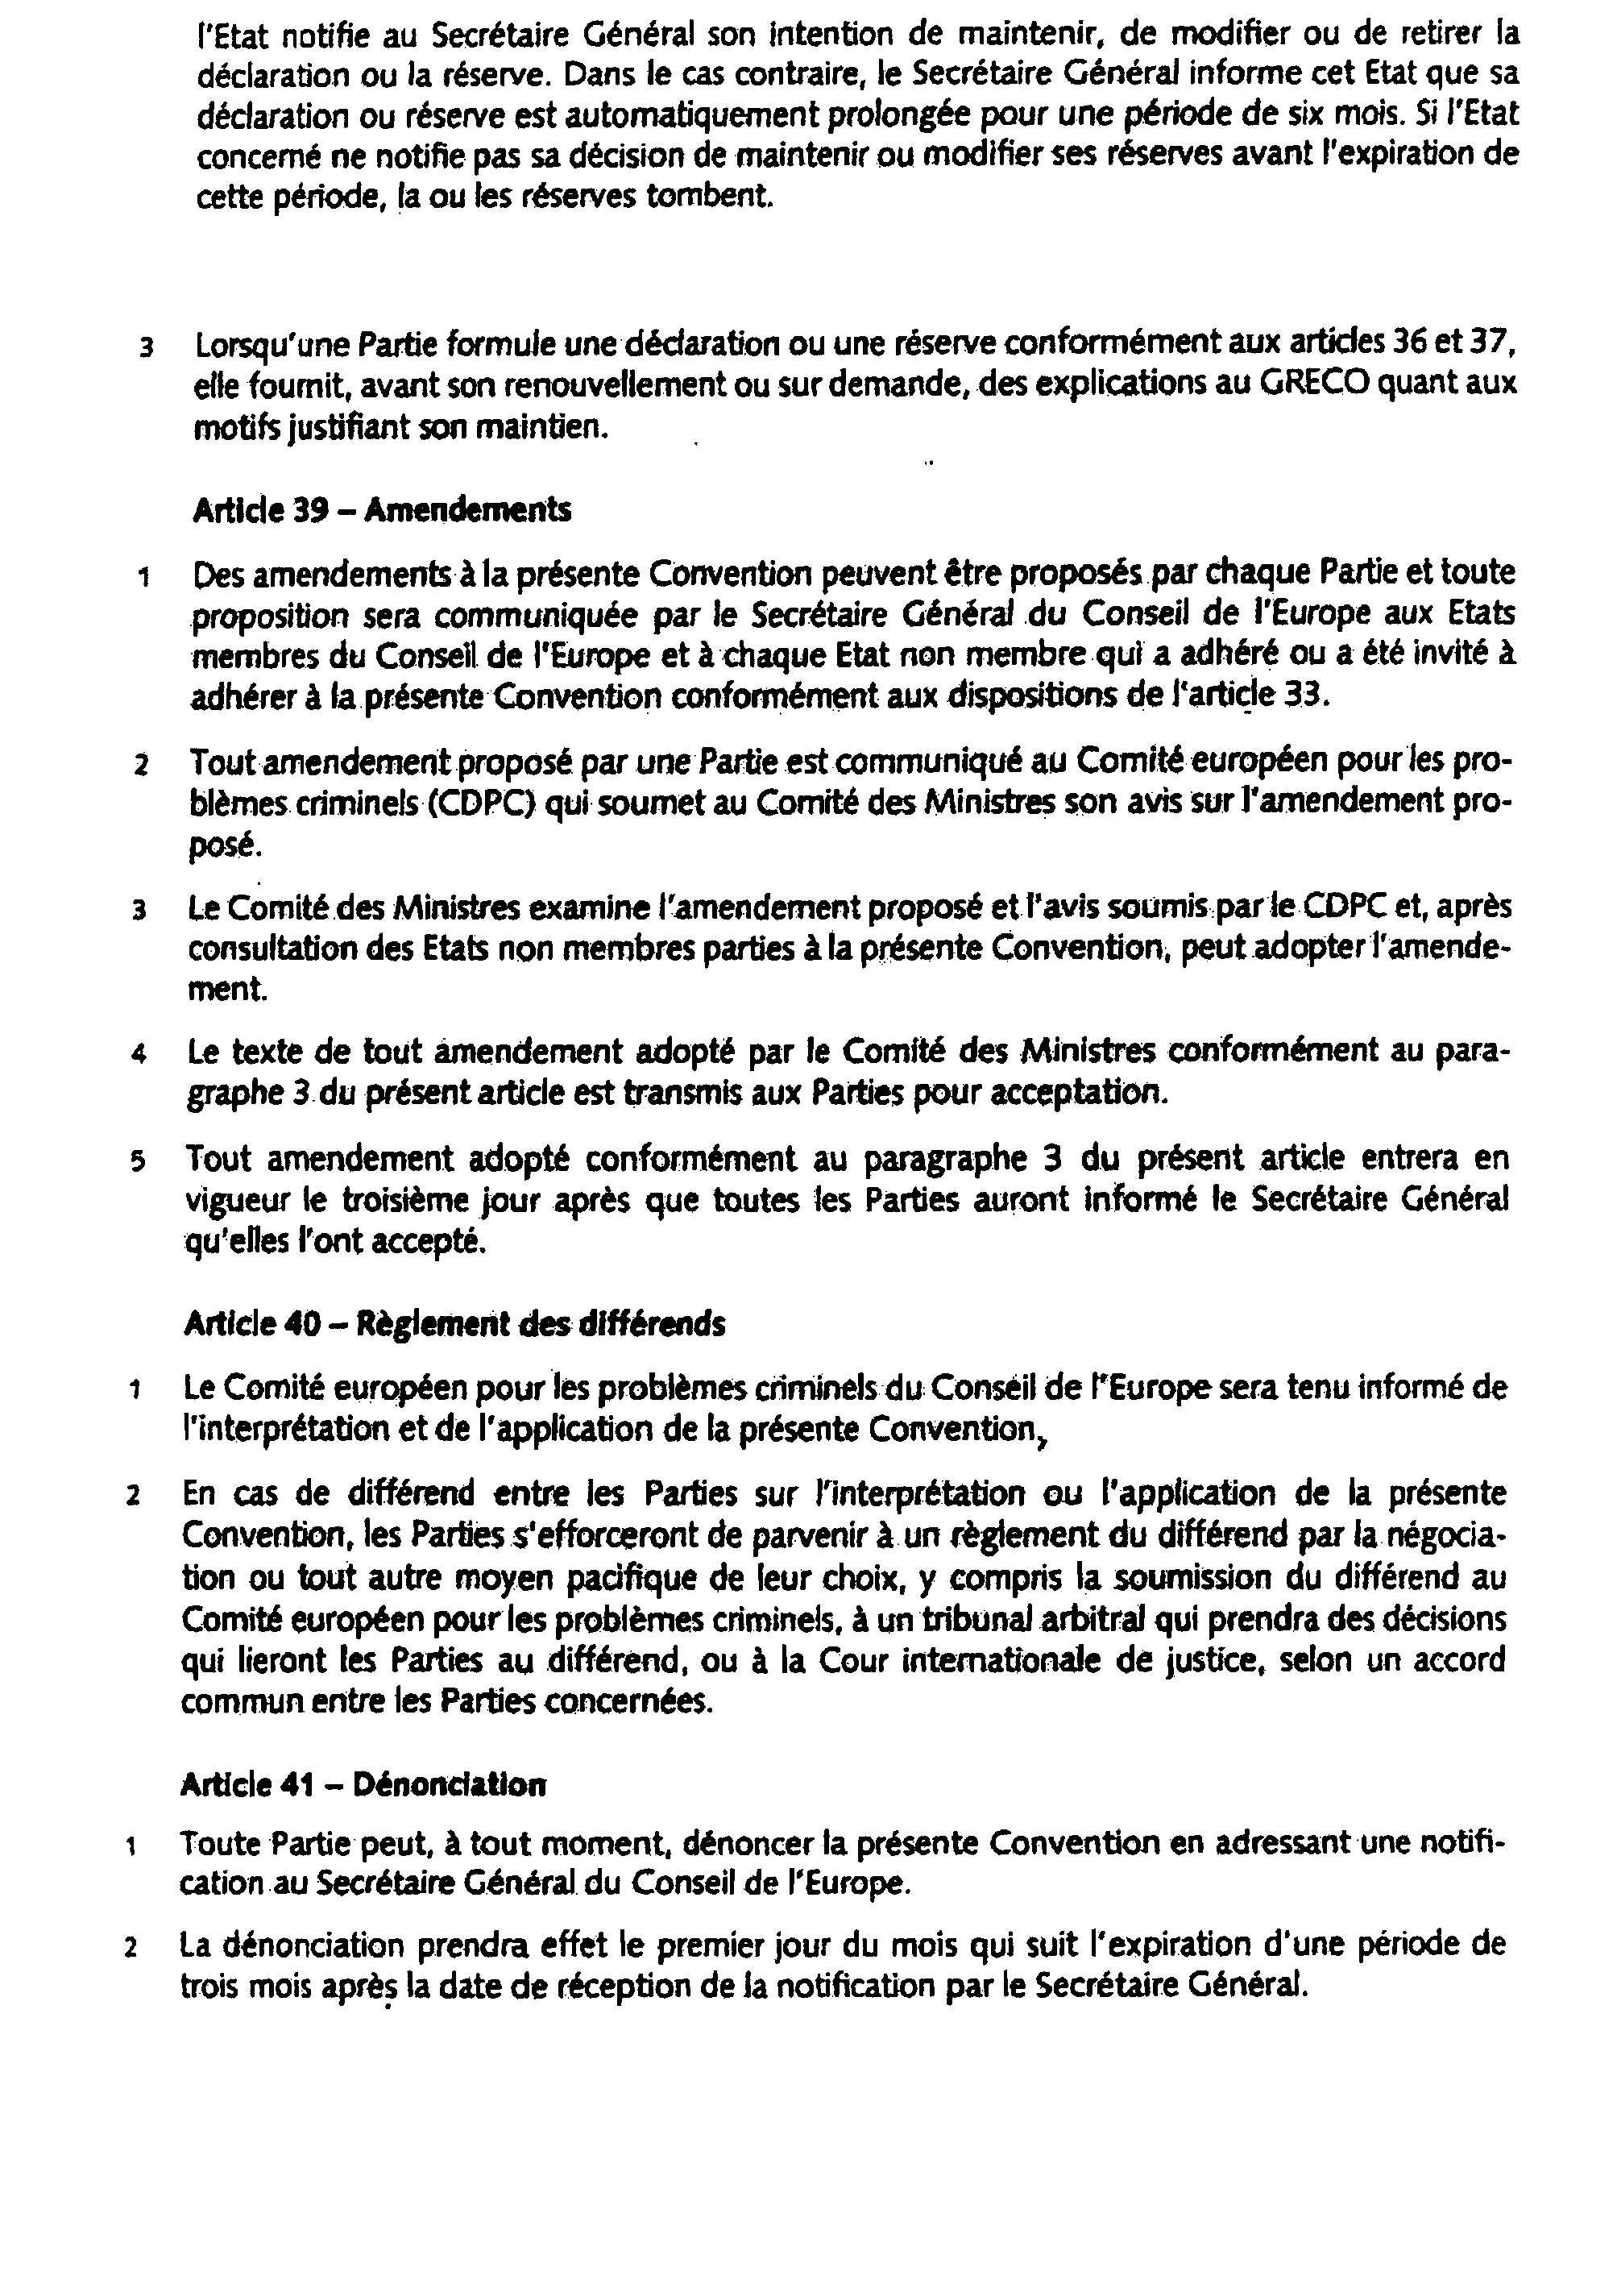 l'Etat notifie au Secrétaire Général son intention de maintenir, de modifier ou de retirer la
déclaration ou la réserve. Dans le cas contraire, le Secrétaire Général informe cet Etat que sa
déclaration ou réserve est automatiquement prolongée pour une période de six mois. Si l'Etat
concerné ne notifie pas sa décision de maintenir ou modifier ses réserves avant l'expiration de
cette période, la ou les réserves tombent.
3 Lorsqu'une Partie formule une déclaration ou une réserve conformément aux articles 36 et 37,
elle fournit, avant son renouvellement ou sur demande, des explications au GRECO quant aux
motifs justifiant son maintien.
Article 39 – Amendements
1 Des amendements à la présente Convention peuvent être proposés par chaque Partie et toute
proposition sera communiquée par le Secrétaire Général du Conseil de l'Europe aux Etats
membres du Conseil de l'Europe et à chaque Etat non membre qui a adhéré ou a été invité à
adhérer à la présente Convention conformément aux dispositions de l'article 33.
2 Tout amendement proposé par une Partie est communiqué au Comité européen pour les pro-
blèmes criminels (CDPC) qui soumet au Comité des Ministres son avis sur l'amendement pro-
posé.
3 Le Comité des Ministres examine l'amendement proposé et l'avis soumis par le CDPC et, après
consultation des Etats non membres parties à la présente Convention, peut adopter l'amende-
ment.
4 Le texte de tout amendement adopté par le Comité des Ministres conformément au para-
graphe 3 du présent article est transmis aux Parties pour acceptation.
5 Tout amendement adopté conformément au paragraphe 3 du présent article entrera en
vigueur le troisième jour après que toutes les Parties auront informé le Secrétaire Général
qu'elles l'ont accepté.
Article 40 – Règlement des différends
1 Le Comité européen pour les problèmes criminels du Conseil de l'Europe sera tenu informé de
l'interprétation et de l'application de la présente Convention,
2 En cas de différend entre les Parties sur l'interprétation ou l'application de la présente
Convention, les Parties s'efforceront de parvenir à un règlement du différend par la négocia-
tion ou tout autre moyen pacifique de leur choix, y compris la soumission du différend au
Comité européen pour les problèmes criminels, à un tribunal arbitral qui prendra des décisions
qui lieront les Parties au différend, ou à la Cour internationale de justice, selon un accord
commun entre les Parties concernées.
Article 41 – Dénonciation
1 Toute Partie peut, à tout moment, dénoncer la présente Convention en adressant une notifi-
cation au Secrétaire Général du Conseil de l'Europe.
2 La dénonciation prendra effet le premier jour du mois qui suit l'expiration d'une période de
trois mois après la date de réception de la notification par le Secrétaire Général.